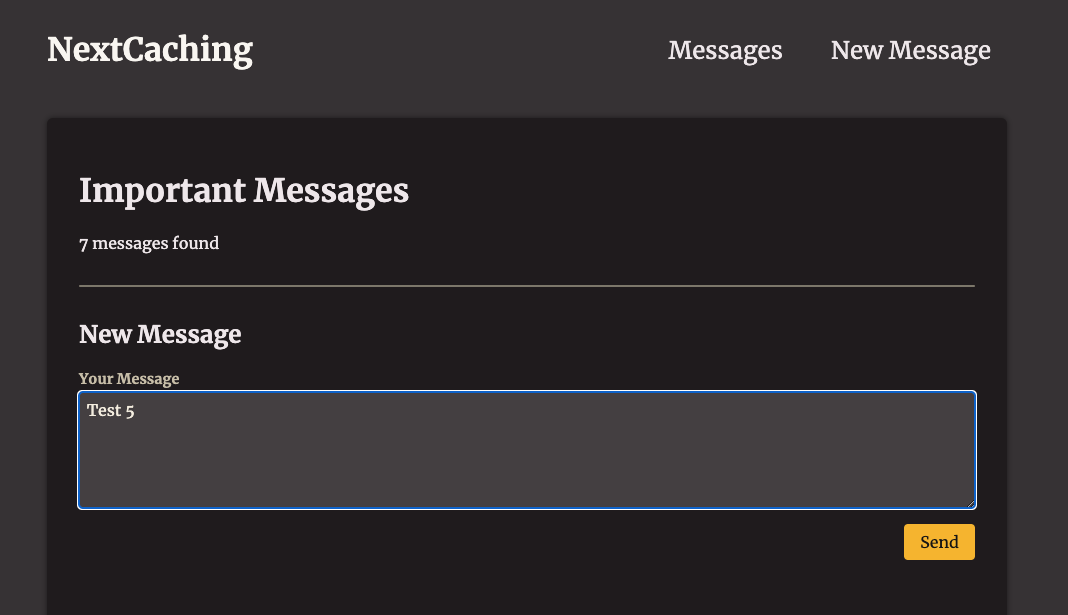 NextCaching
Messages
New Message
Important Messages
7 messages found
New Message
Your Message
Test 5
Send